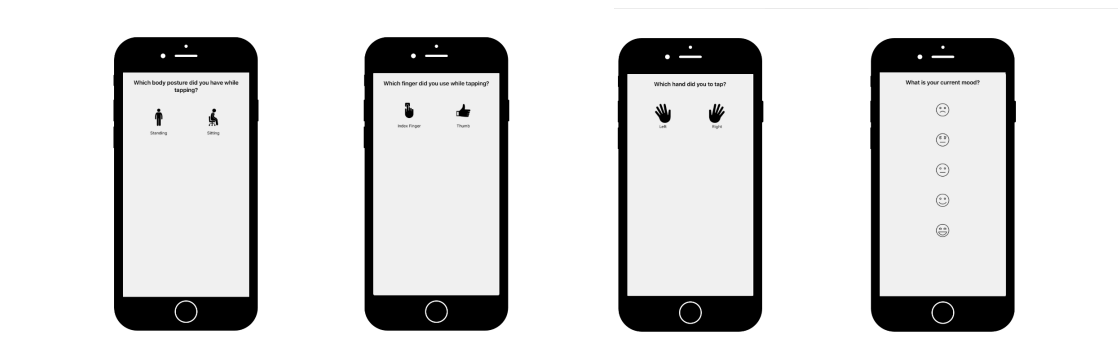 Which body posture did you have while
tapping?
Standing
Sitting
Which finger did you use while tapping?
Index Finger
Thumb
Which hand did you to tap?
Left
Right
What is your current mood?